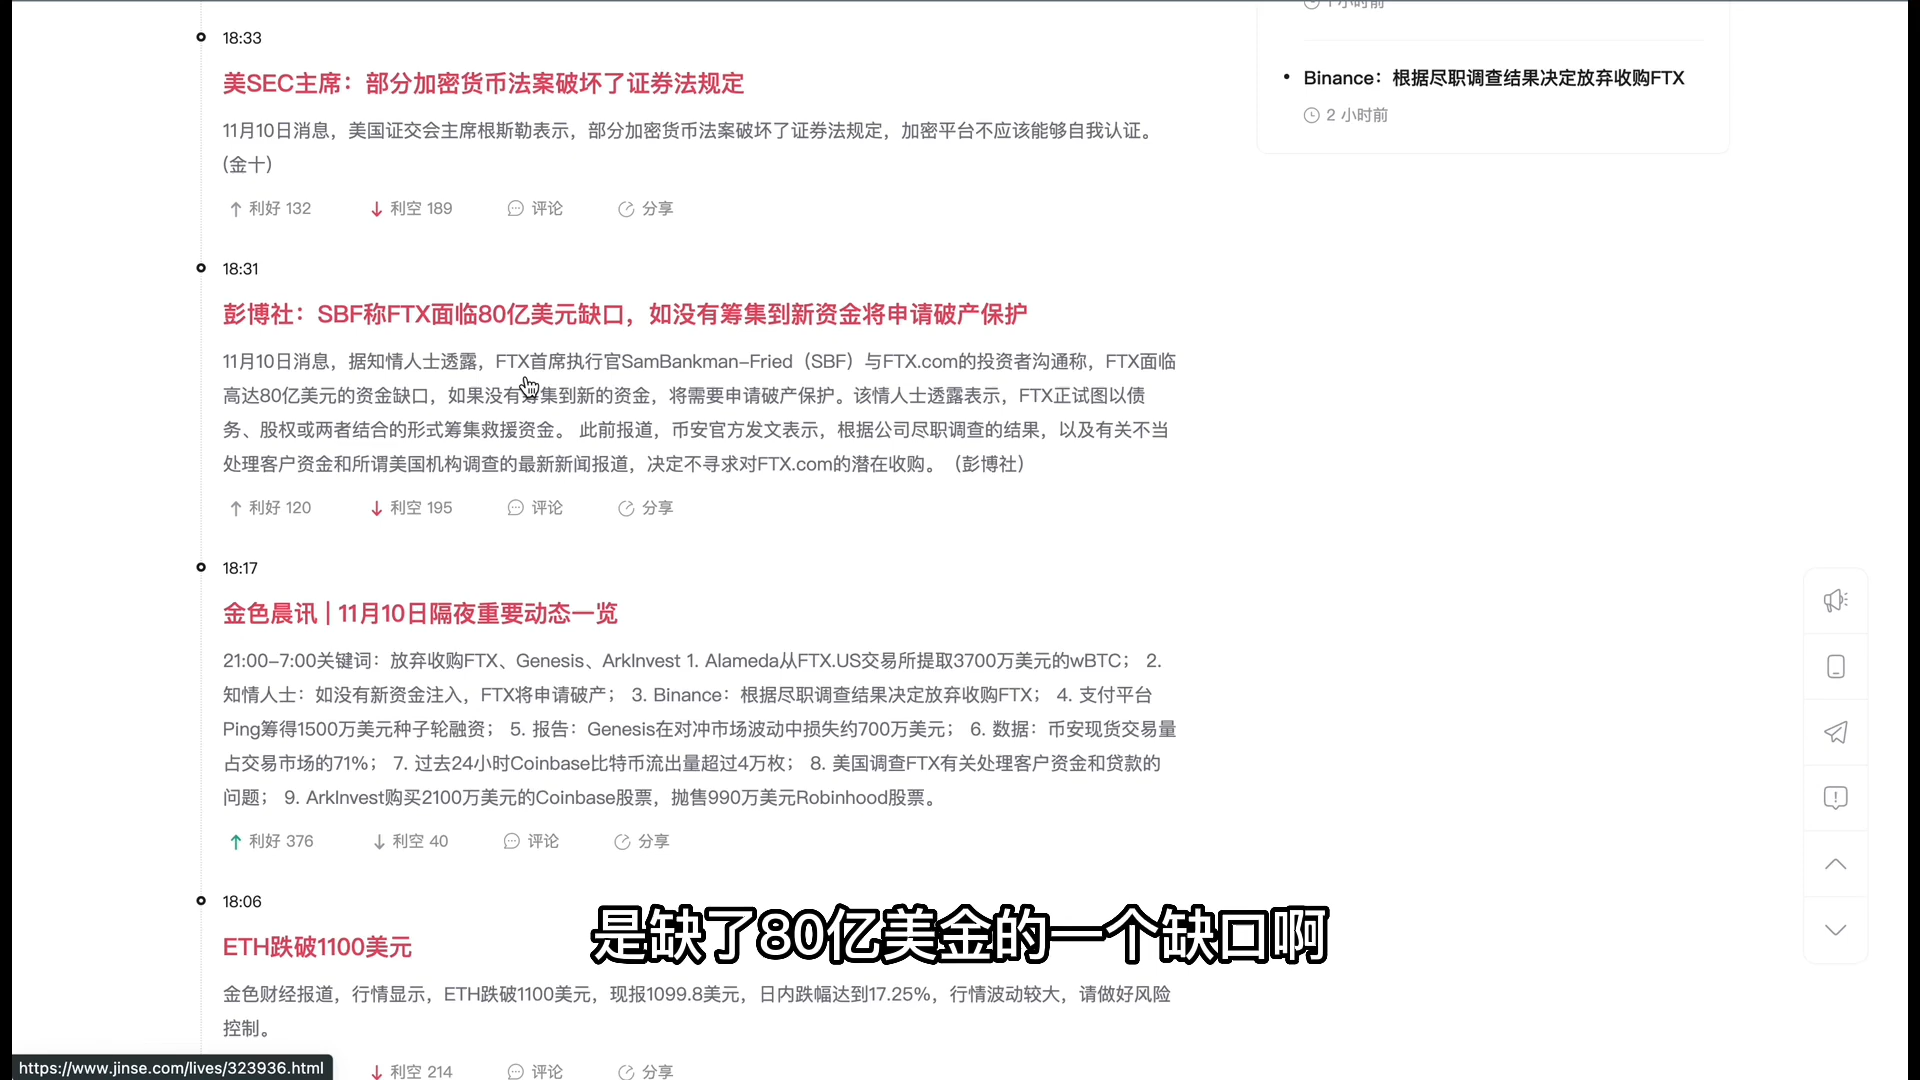 18:33
美SEC主席：部分加密货币法案破坏了证券法规定
11月10日消息，美国证交会主席根斯勒表示，部分加密货币法案破坏了证券法规定，加密平台不应该能够自我认证。
(金十)
利好 132 利空 189 评论 分享
18:31
彭博社：SBF称FTX面临80亿美元缺口，如没有筹集到新资金将申请破产保护
11月10日消息，据知情人士透露，FTX首席执行官SamBankman-Fried（SBF）与FTX.com的投资者沟通称，FTX面临
高达80亿美元的资金缺口，如果没有筹集到新的资金，将需要申请破产保护。该情人士透露表示，FTX正试图以债
务、股权或两者结合的形式筹集救援资金。 此前报道，币安官方发文表示，根据公司尽职调查的结果，以及有关不当
处理客户资金和所谓美国机构调查的最新新闻报道，决定不寻求对FTX.com的潜在收购。（彭博社）
利好 120 利空 195 评论 分享
18:17
金色晨讯 | 11月10日隔夜重要动态一览
21:00-7:00关键词：放弃收购FTX、Genesis、ArkInvest 1. Alameda从FTX.US交易所提取3700万美元的wBTC； 2.
知情人士：如没有新资金注入，FTX将申请破产； 3. Binance：根据尽职调查结果决定放弃收购FTX； 4. 支付平台
Ping筹得1500万美元种子轮融资； 5. 报告：Genesis在对冲市场波动中损失约700万美元； 6. 数据：币安现货交易量
占交易市场的71%； 7. 过去24小时Coinbase比特币流出量超过4万枚； 8. 美国调查FTX有关处理客户资金和贷款的
问题； 9. ArkInvest购买2100万美元的Coinbase股票，抛售990万美元Robinhood股票。
利好 376 利空 40 评论 分享
18:06
ETH跌破1100美元
金色财经报道，行情显示，ETH跌破1100美元，现报1099.8美元，日内跌幅达到17.25%，行情波动较大，请做好风险
控制。
利空 214 评论 分享
1 小时前
Binance：根据尽职调查结果决定放弃收购FTX
2 小时前
是缺了80亿美金的一个缺口啊
https://www.jinse.com/lives/323936.html